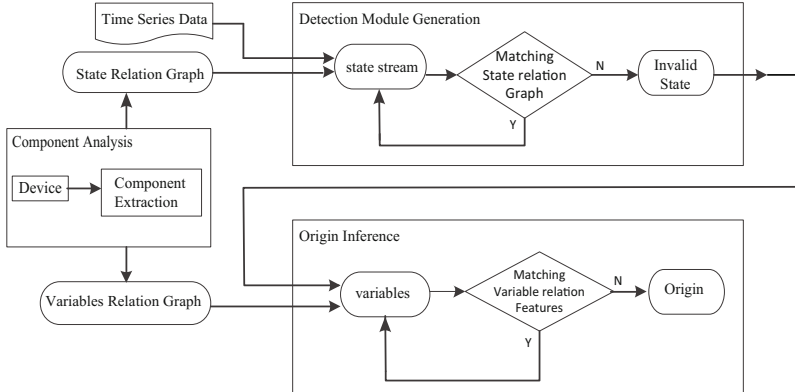 Time Series Data
State Relation Graph
Component Analysis
Device
Component
Extraction
Variables Relation Graph
Detection Module Generation
state stream
Matching
State relation
Graph
N
Y
Invalid
State
Origin Inference
variables
Matching
Variable relation
Features
N
Y
Origin